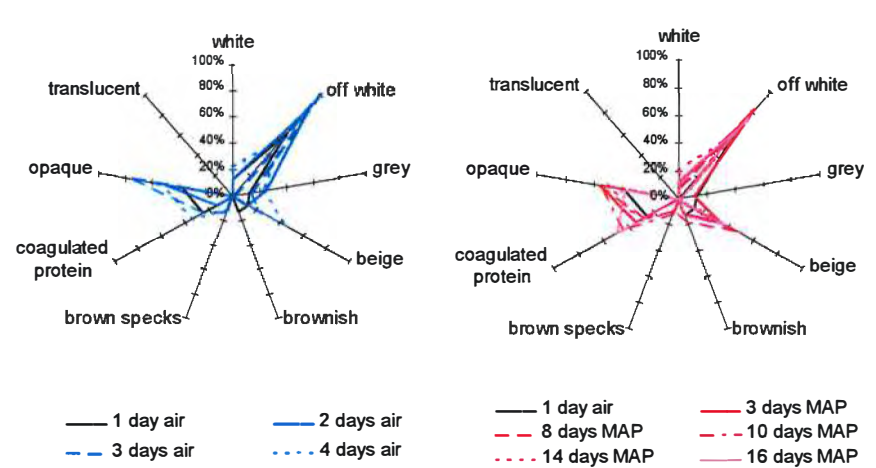 white
100%
80%
60%
40%
20%
0%
translucent
off white
opaque
grey
coagulated
protein
beige
brown specks
brownish
1 day air
2 days air
3 days air
4 days air
white
100%
80%
60%
40%
20%
0%
translucent
off white
opaque
grey
coagulated
protein
beige
brown specks
brownish
1 day air
3 days MAP
8 days MAP
10 days MAP
14 days MAP
16 days MAP